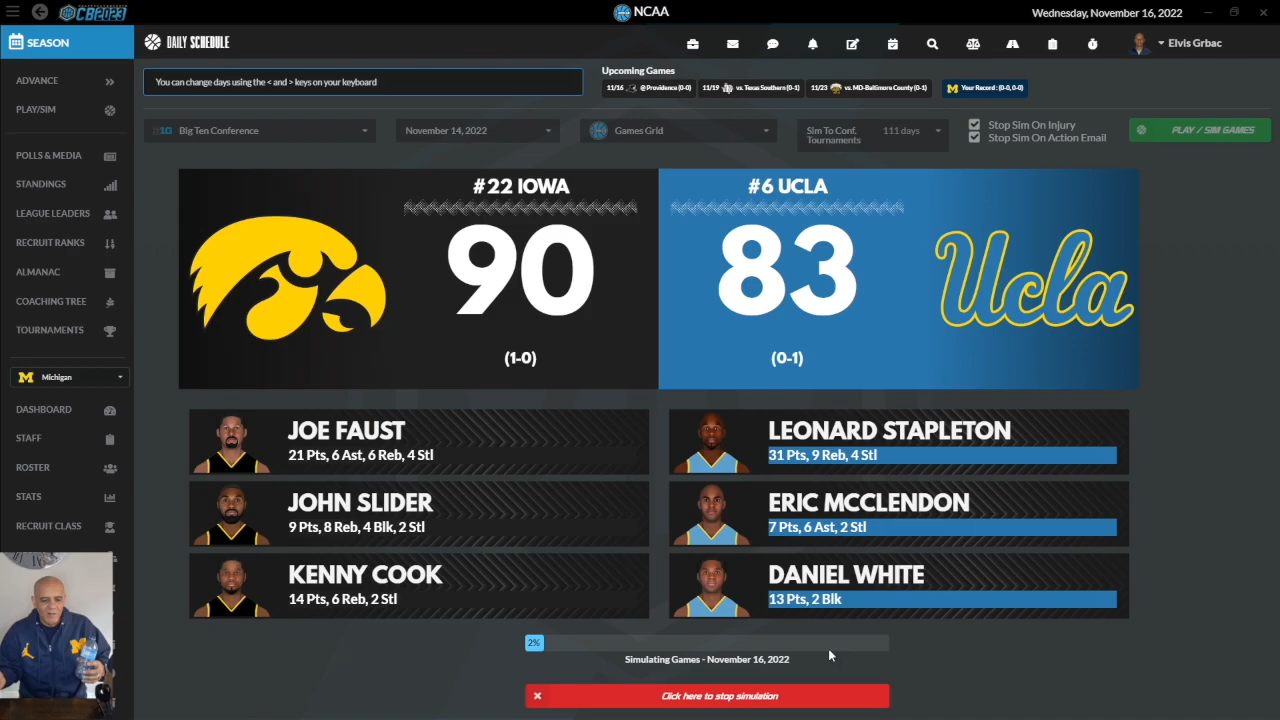 CB2023
NCAA
Wednesday, November 16, 2022
SEASON
DAILY SCHEDULE
Elvis Grbac
You can change days using the < and > keys on your keyboard
Upcoming Games
11/16 @ Providence (0-0)
11/19 vs. Texas Southern (0-1)
11/23 vs. MD-Baltimore County (0-1)
Your Record : (0-0, 0-0)
ADVANCE
PLAY/SIM
B1G Big Ten Conference
November 14, 2022
Games Grid
Sim To Conf. Tournaments
111 days
Stop Sim On Injury
Stop Sim On Action Email
PLAY / SIM GAMES
POLLS & MEDIA
STANDINGS
LEAGUE LEADERS
RECRUIT RANKS
ALMANAC
COACHING TREE
TOURNAMENTS
Michigan
DASHBOARD
STAFF
ROSTER
STATS
RECRUIT CLASS
#22 IOWA
90
(1-0)
#6 UCLA
83
(0-1)
Ucla
JOE FAUST
21 Pts, 6 Ast, 6 Reb, 4 Stl
LEONARD STAPLETON
31 Pts, 9 Reb, 4 Stl
JOHN SLIDER
9 Pts, 8 Reb, 4 Blk, 2 Stl
ERIC MCCLENDON
7 Pts, 6 Ast, 2 Stl
KENNY COOK
14 Pts, 6 Reb, 2 Stl
DANIEL WHITE
13 Pts, 2 Blk
2%
Simulating Games - November 16, 2022
Click here to stop simulation